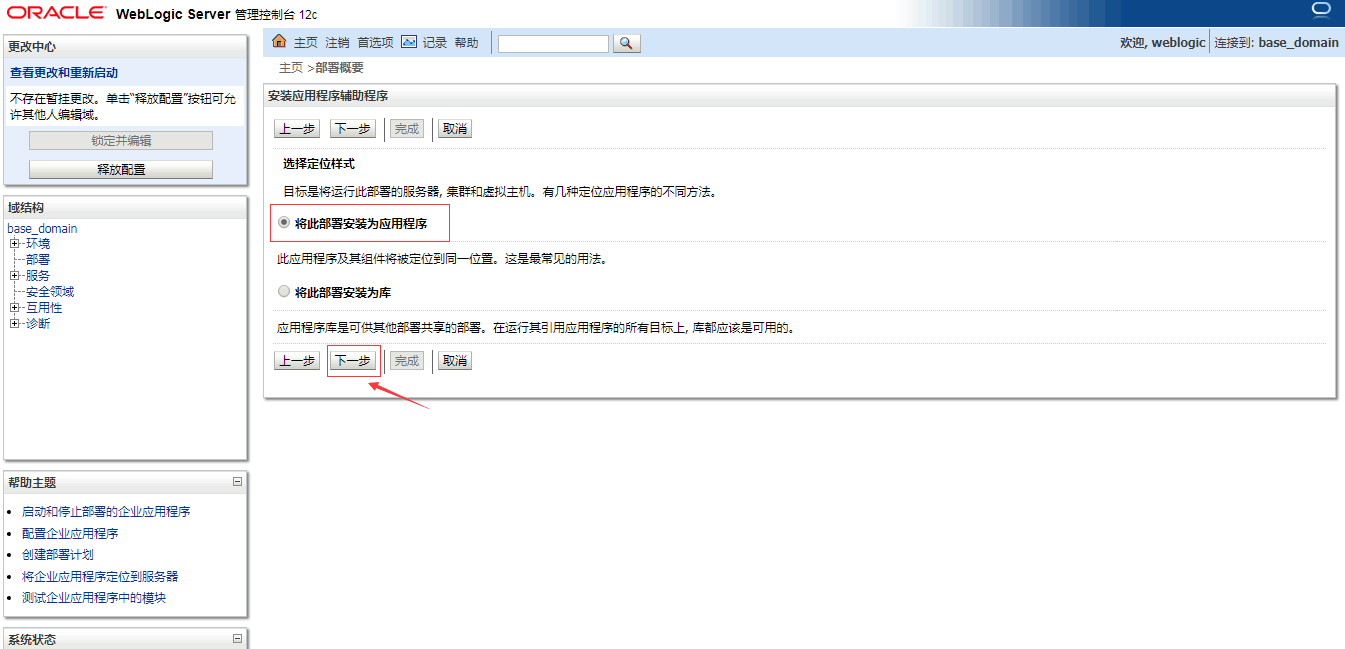 ORACLE WebLogic Server 管理控制台 12c
更改中心
查看更改和重新启动
不存在暂挂更改。单击“释放配置”按钮可允
许其他人编辑域。
锁定并编辑
释放配置
域结构
base_domain
环境
部署
服务
安全领域
互用性
诊断
帮助主题
启动和停止部署的企业应用程序
配置企业应用程序
创建部署计划
将企业应用程序定位到服务器
测试企业应用程序中的模块
系统状态
主页 注销 首选项 记录 帮助
欢迎, weblogic 连接到: base_domain
主页 >部署概要
安装应用程序辅助程序
上一步 下一步 完成 取消
选择定位样式
目标是将运行此部署的服务器, 集群和虚拟主机。有几种定位应用程序的不同方法。
将此部署安装为应用程序
此应用程序及其组件将被定位到同一位置。这是最常见的用法。
将此部署安装为库
应用程序库是可供其他部署共享的部署。在运行其引用应用程序的所有目标上, 库都应该是可用的。
上一步 下一步 完成 取消